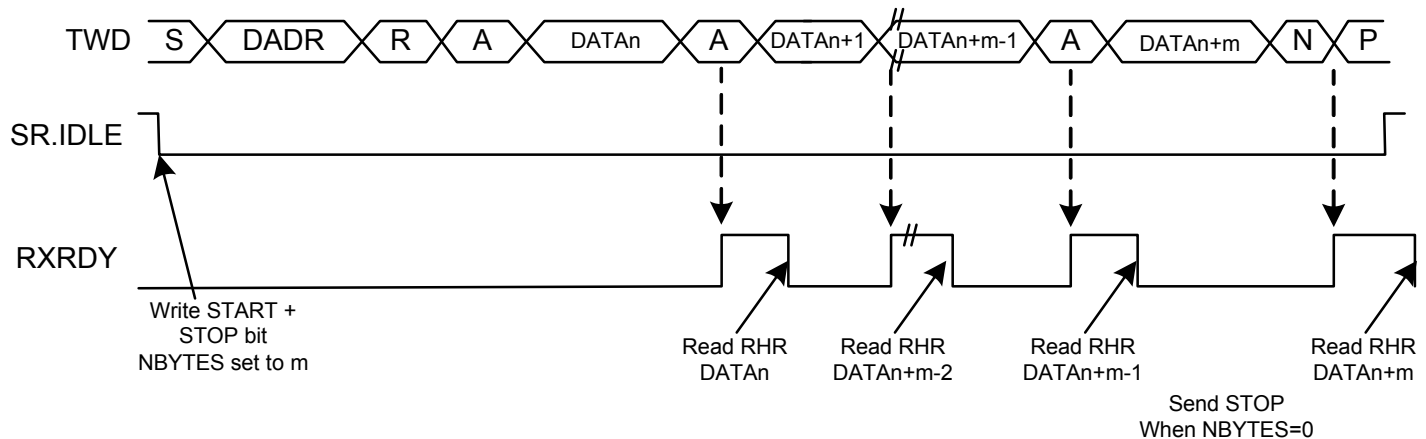 TWD S DADR R A DATAn A DATAn+1 DATAn+m-1 A DATAn+m N P
SR.IDLE
RXRDY
Write START +
STOP bit
NBYTES set to m
Read RHR
DATAn
Read RHR
DATAn+m-2
Read RHR
DATAn+m-1
Read RHR
DATAn+m
Send STOP
When NBYTES=0